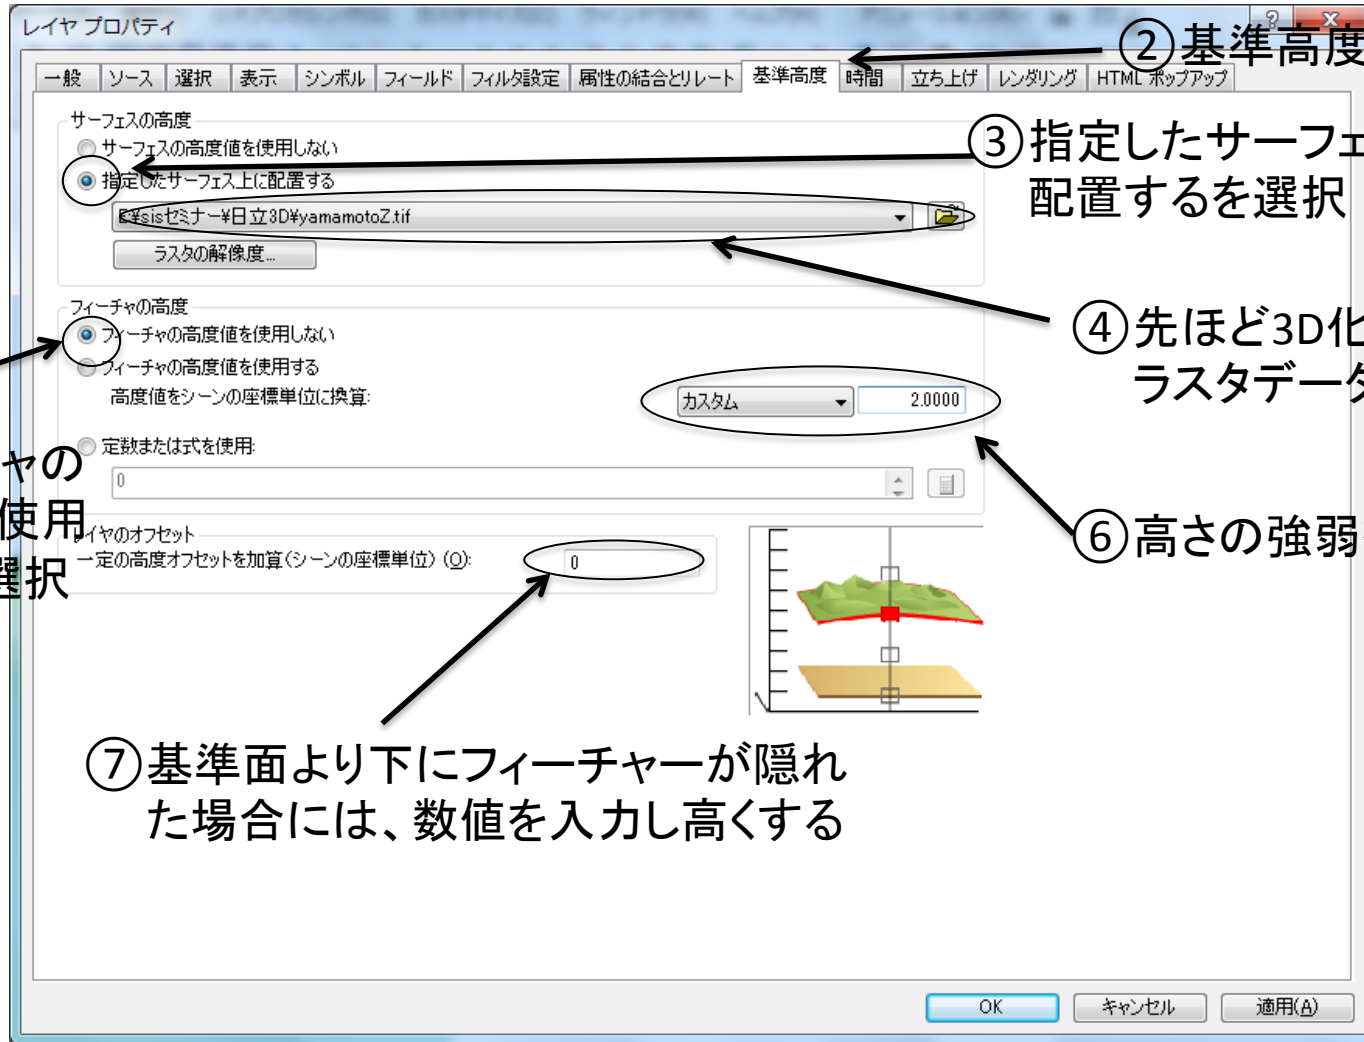 レイヤ プロパティ
②基準高度
一般 ソース 選択 表示 シンボル フィールド フィルタ設定 属性の結合とリレート 基準高度 時間 立ち上げ レンダリング HTML ポップアップ
サーフェスの高度
サーフェスの高度値を使用しない
③指定したサーフェ
指定したサーフェス上に配置する
配置するを選択
E:¥sisセミナー¥日立3D¥yamamotoZ.tif
ラスタの解像度...
フィーチャの高度
フィーチャの高度値を使用しない
④先ほど3D化
フィーチャの高度値を使用する
ラスタデータ
高度値をシーンの座標単位に換算:
カスタム 2.0000
定数または式を使用:
ャの
0
使用
選択
レイヤのオフセット
⑥高さの強弱
一定の高度オフセットを加算(シーンの座標単位) (O):
0
⑦基準面より下にフィーチャーが隠れ
た場合には、数値を入力し高くする
OK キャンセル 適用(A)